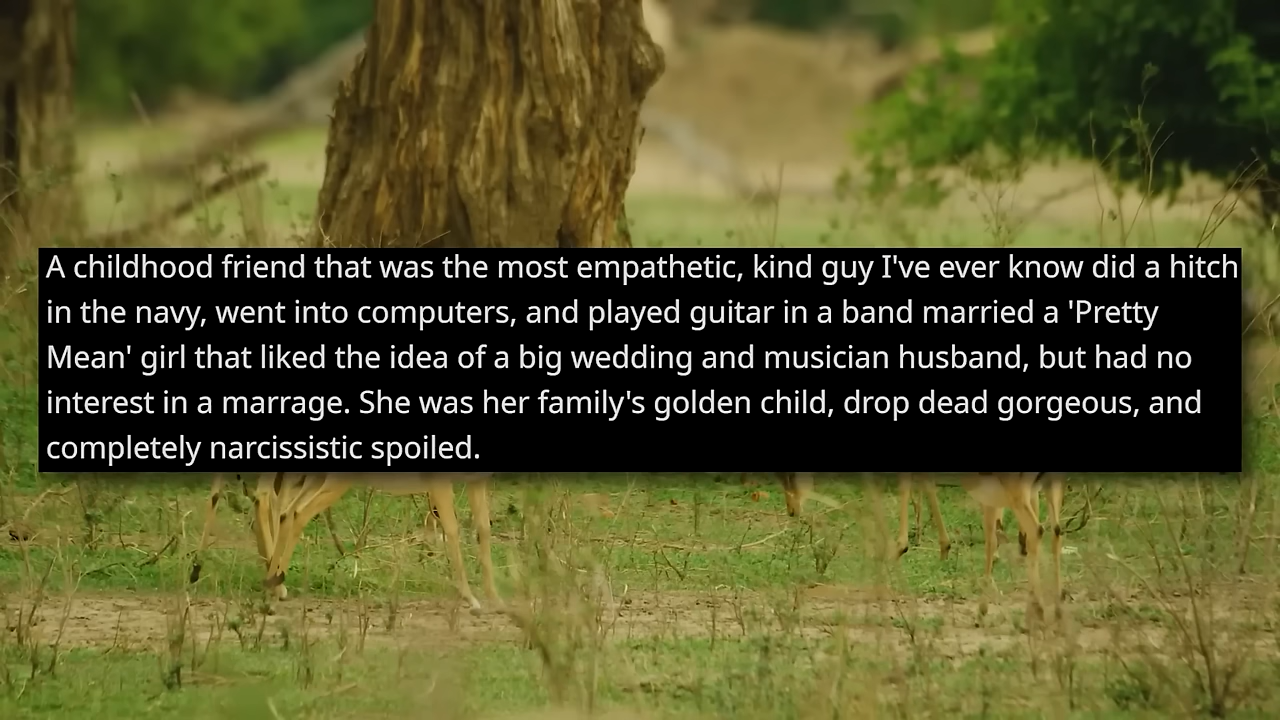 A childhood friend that was the most empathetic, kind guy I've ever know did a hitch
in the navy, went into computers, and played guitar in a band married a 'Pretty
Mean' girl that liked the idea of a big wedding and musician husband, but had no
interest in a marrage. She was her family's golden child, drop dead gorgeous, and
completely narcissistic spoiled.